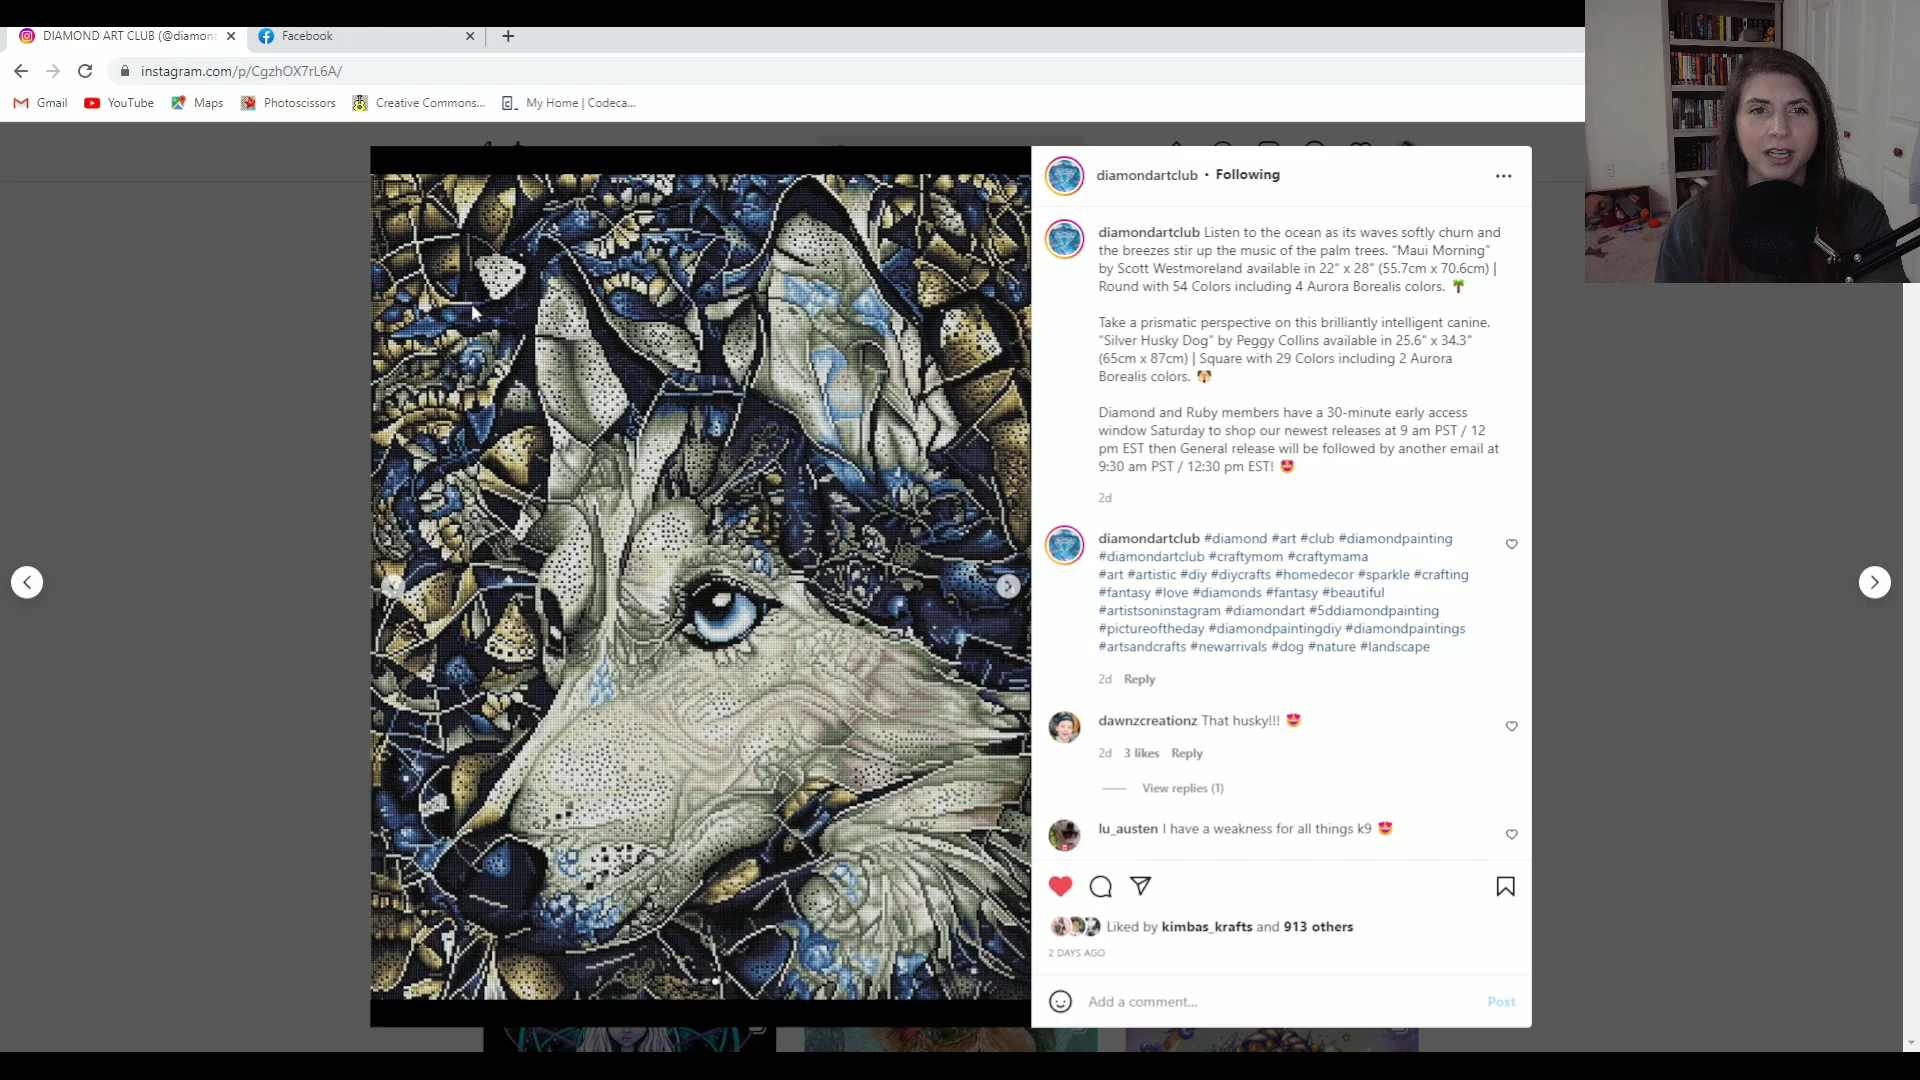 DIAMOND ART CLUB (@diamon
Facebook
instagram.com/p/CgzhOX7rL6A/
Gmail
YouTube
Maps
Photoscissors
Creative Commons...
My Home | Codeca...
diamondartclub • Following
diamondartclub Listen to the ocean as its waves softly churn and
the breezes stir up the music of the palm trees. "Maui Morning"
by Scott Westmoreland available in 22" x 28" (55.7cm x 70.6cm) |
Round with 54 Colors including 4 Aurora Borealis colors. 🌴
Take a prismatic perspective on this brilliantly intelligent canine.
"Silver Husky Dog" by Peggy Collins available in 25.6" x 34.3"
(65cm x 87cm) | Square with 29 Colors including 2 Aurora
Borealis colors. 🐶
Diamond and Ruby members have a 30-minute early access
window Saturday to shop our newest releases at 9 am PST / 12
pm EST then General release will be followed by another email at
9:30 am PST / 12:30 pm EST! 🤩
2d
diamondartclub #diamond #art #club #diamondpainting
#diamondartclub #craftymom #craftymama
#art #artistic #diy #diycrafts #homedecor #sparkle #crafting
#fantasy #love #diamonds #fantasy #beautiful
#artistsoninstagram #diamondart #5ddiamondpainting
#pictureoftheday #diamondpaintingdiy #diamondpaintings
#artsandcrafts #newarrivals #dog #nature #landscape
2d Reply
dawnzcreationz That husky!!! 😍
2d 3 likes Reply
View replies (1)
lu_austen I have a weakness for all things k9 😍
Liked by kimbas_krafts and 913 others
2 DAYS AGO
Add a comment...
Post